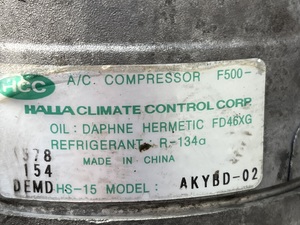 HCC A/C. COMPRESSOR F500-
HALLA CLIMATE CONTROL CORP.
OIL: DAPHNE HERMETIC FD46XG
REFRIGERANT: R-134a
1578 MADE IN CHINA
154
DEMD HS-15 MODEL: AKYBD-02